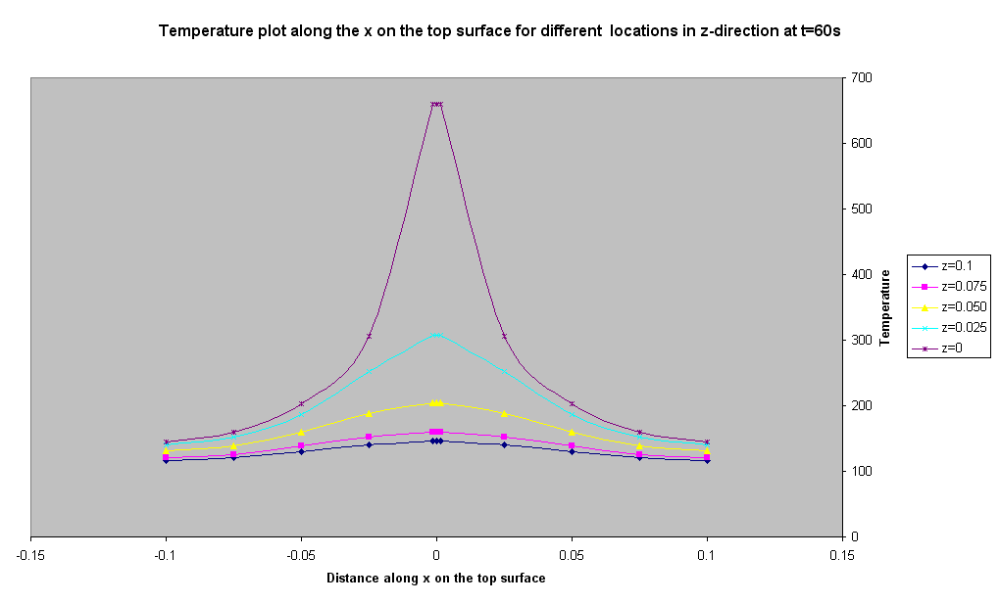 Temperature plot along the x on the top surface for different  locations in z-direction at t=60s
700
600
500
400
300
200
100
0
Temperature
-0.15
-0.1
-0.05
0
0.05
0.1
0.15
Distance along x on the top surface
z=0.1
z=0.075
z=0.050
z=0.025
z=0